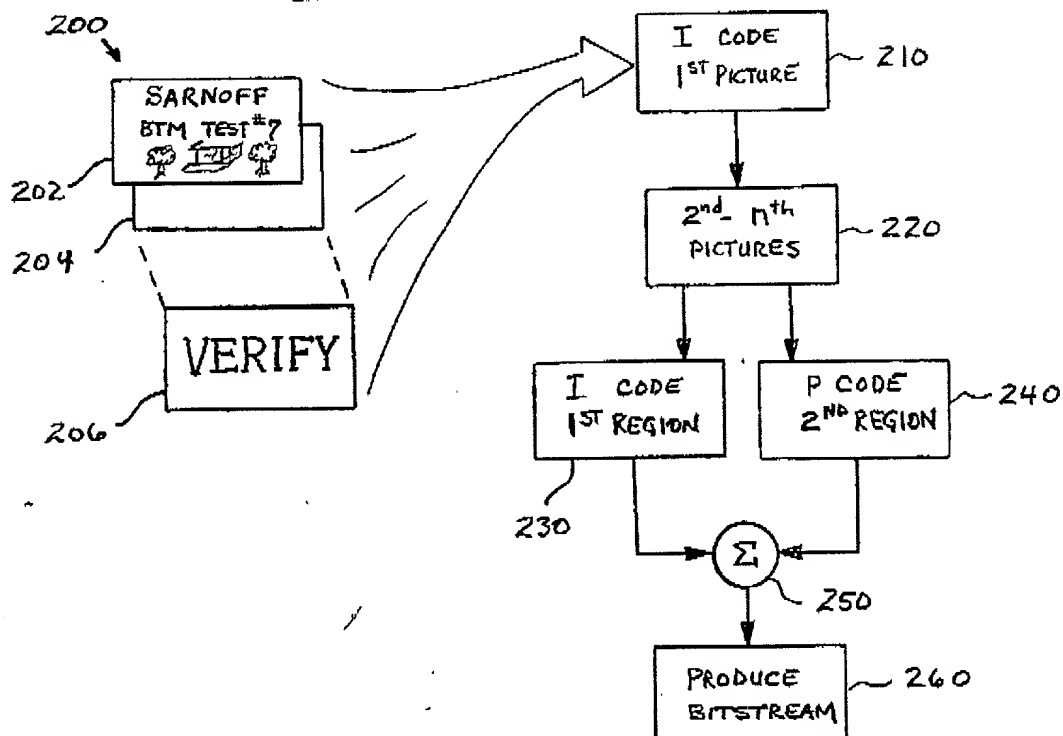 200
SARNOFF
BTM TEST #7
202
204
VERIFY
206
I CODE
1ST PICTURE
210
2nd - nth
PICTURES
220
I CODE
1ST REGION
230
P CODE
2ND REGION
240
Σ
250
PRODUCE
BITSTREAM
260